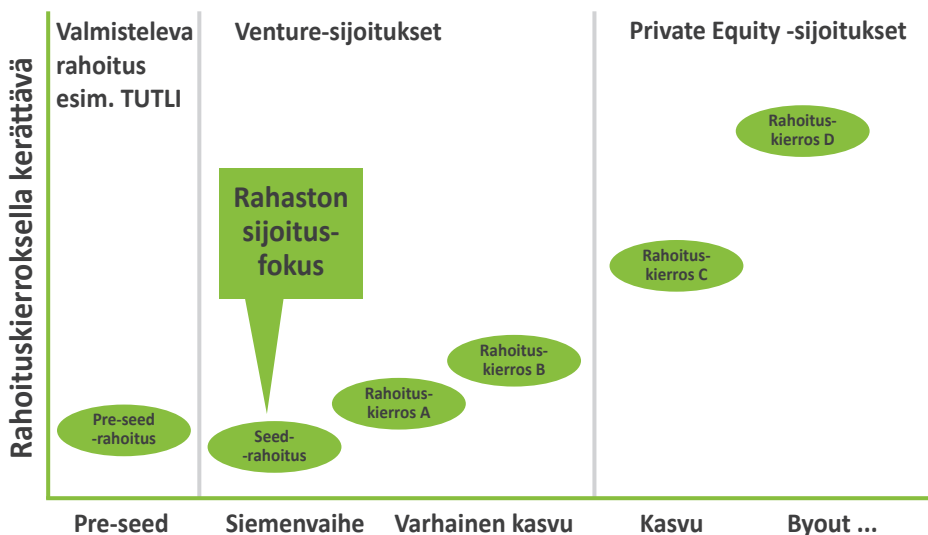 Valmisteleva
rahoitus
esim. TUTLI
Venture-sijoitukset
Private Equity -sijoitukset
Rahoituskierroksella kerättävä
Rahaston
sijoitus-
fokus
Pre-seed
-rahoitus
Seed-
-rahoitus
Rahoitus-
kierros A
Rahoitus-
kierros B
Rahoitus-
kierros C
Rahoitus-
kierros D
Pre-seed
Siemenvaihe
Varhainen kasvu
Kasvu
Byout ...